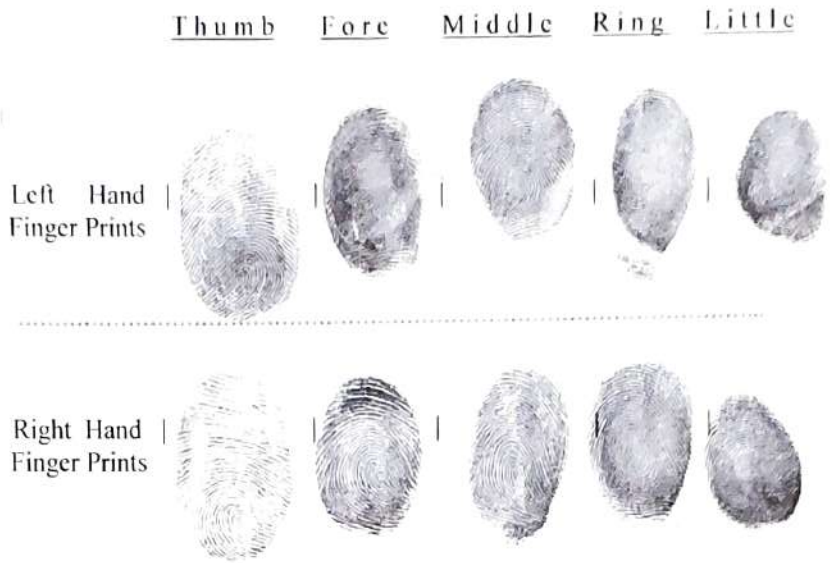 Thumb Fore Middle Ring Little
Left Hand
Finger Prints
Right Hand
Finger Prints